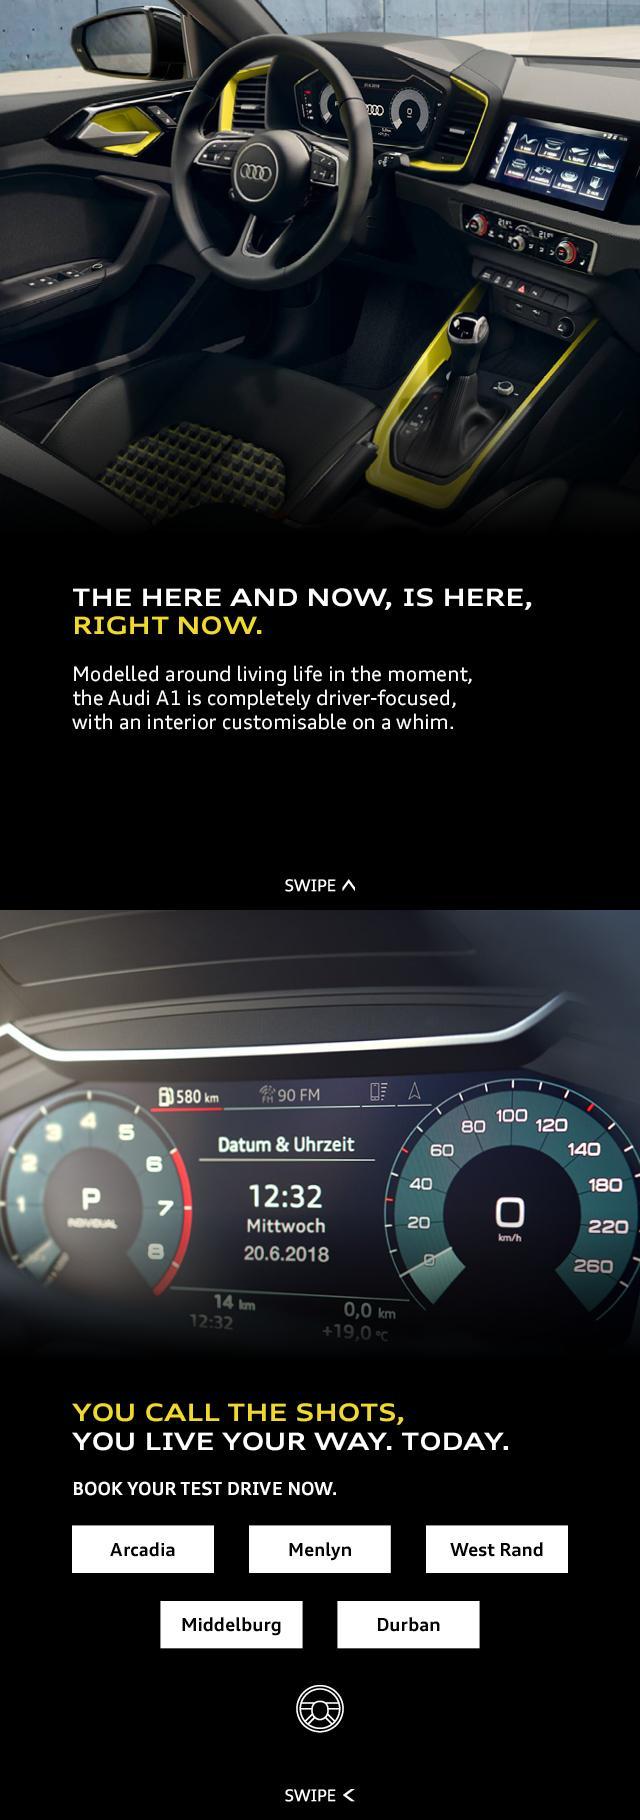 THE HERE AND NOW, IS HERE,
RIGHT NOW.
Modelled around living life in the moment,
the Audi A1 is completely driver-focused,
with an interior customisable on a whim.
SWIPE
580 km
FM 90 FM
Datum & Uhrzeit
12:32
Mittwoch
20.6.2018
14 km
0,0 km
12:32
+19,0 °C
1
2
3
4
5
6
7
8
P
INDIVIDUAL
0
20
40
60
80
100
120
140
180
220
260
0
km/h
YOU CALL THE SHOTS,
YOU LIVE YOUR WAY. TODAY.
BOOK YOUR TEST DRIVE NOW.
Arcadia
Menlyn
West Rand
Middelburg
Durban
SWIPE